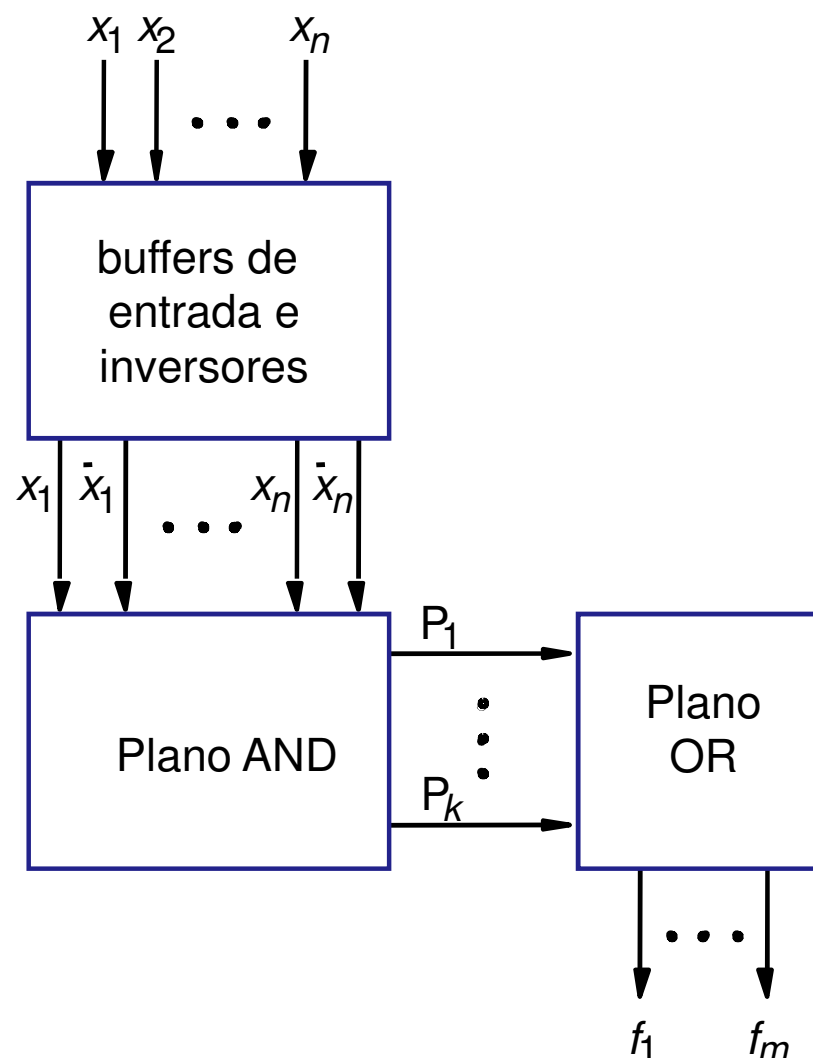 x1 x2 xn
buffers de
entrada e
inversores
x1 x̄1 xn x̄n
P1
Plano AND
Pk
Plano
OR
f1 fm